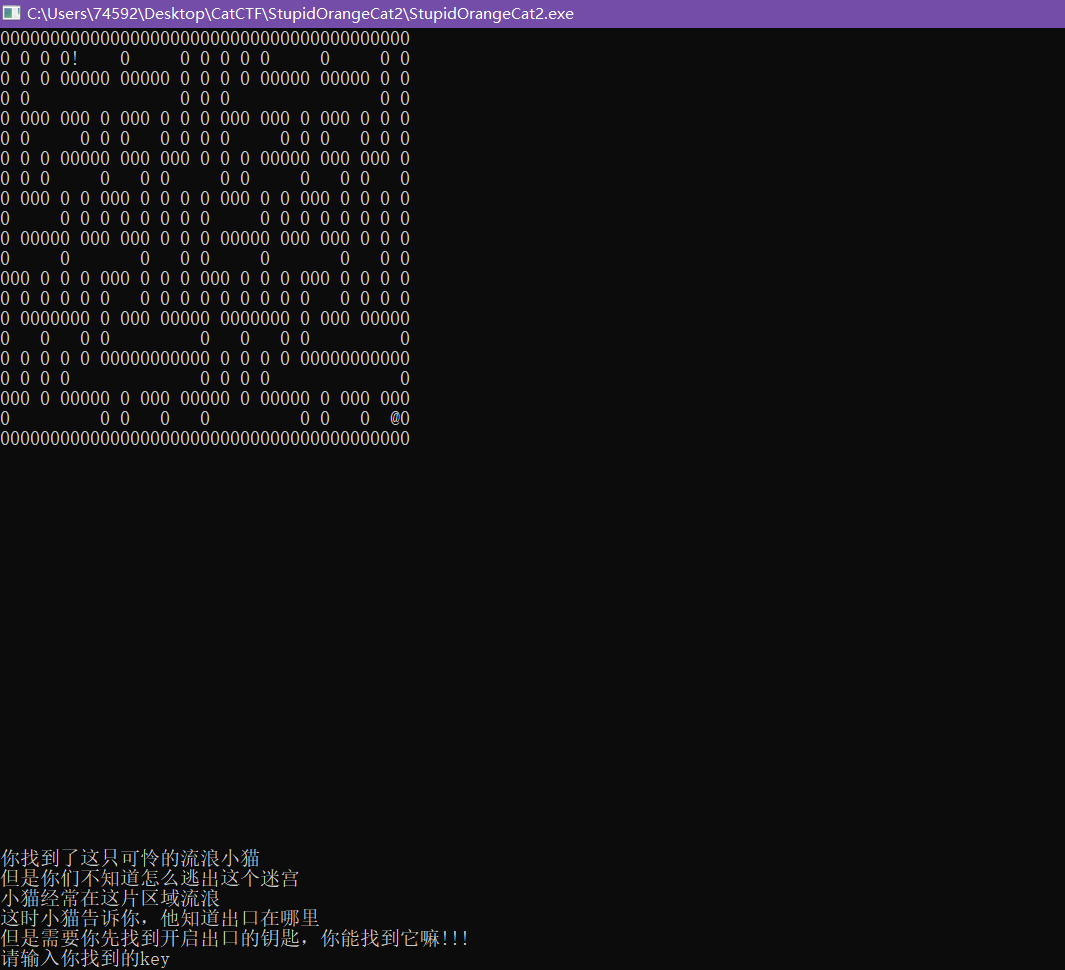 C:\Users\74592\Desktop\CatCTF\StupidOrangeCat2\StupidOrangeCat2.exe
00000000000000000000000000000000000000000
0 0 0 0!    0     0 0 0 0 0     0     0 0
0 0 0 00000 00000 0 0 0 0 00000 00000 0 0
0 0               0 0 0               0 0
0 000 000 0 000 0 0 0 000 000 0 000 0 0 0
0 0     0 0 0   0 0 0 0     0 0 0   0 0 0
0 0 0 00000 000 000 0 0 0 00000 000 000 0
0 0 0     0   0 0     0 0     0   0 0   0
0 000 0 0 000 0 0 0 0 000 0 0 000 0 0 0 0
0     0 0 0 0 0 0 0 0     0 0 0 0 0 0 0 0
0 00000 000 000 0 0 0 00000 000 000 0 0 0
0     0       0   0 0     0       0   0 0
000 0 0 0 000 0 0 0 000 0 0 0 000 0 0 0 0
0 0 0 0 0 0   0 0 0 0 0 0 0 0 0   0 0 0 0
0 0000000 0 000 00000 0000000 0 000 00000
0   0   0 0         0   0   0 0         0
0 0 0 0 0 00000000000 0 0 0 0 00000000000
0 0 0 0             0 0 0 0             0
000 0 00000 0 000 00000 0 00000 0 000 000
0         0 0   0   0         0 0   0  @0
00000000000000000000000000000000000000000
你找到了这只可怜的流浪小猫
但是你们不知道怎么逃出这个迷宫
小猫经常在这片区域流浪
这时小猫告诉你，他知道出口在哪里
但是需要你先找到开启出口的钥匙，你能找到它嘛!!!
请输入你找到的key